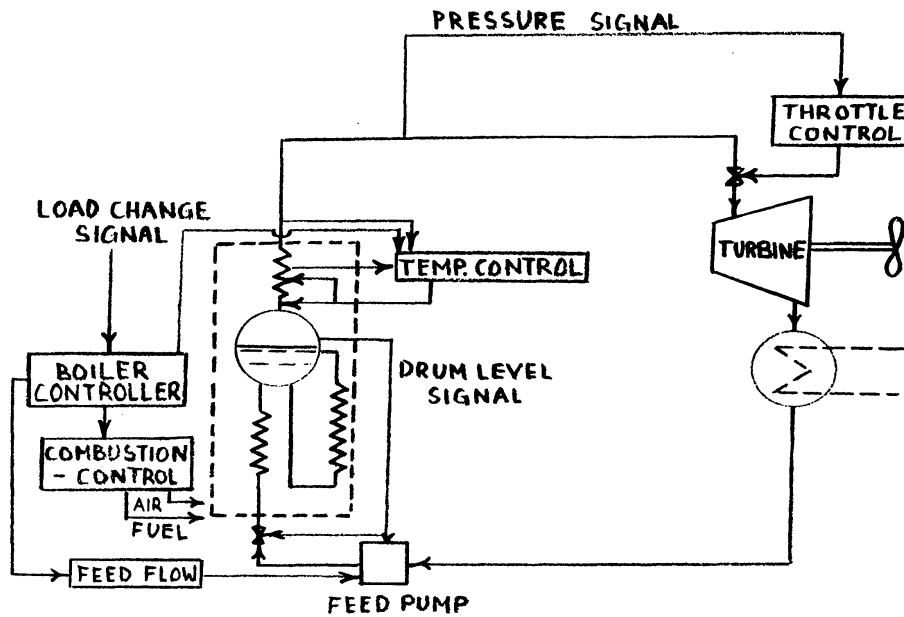 PRESSURE SIGNAL
THROTTLE
CONTROL
LOAD CHANGE
SIGNAL
TEMP. CONTROL
TURBINE
BOILER
CONTROLLER
DRUM LEVEL
SIGNAL
COMBUSTION
- CONTROL
AIR
FUEL
FEED FLOW
FEED PUMP